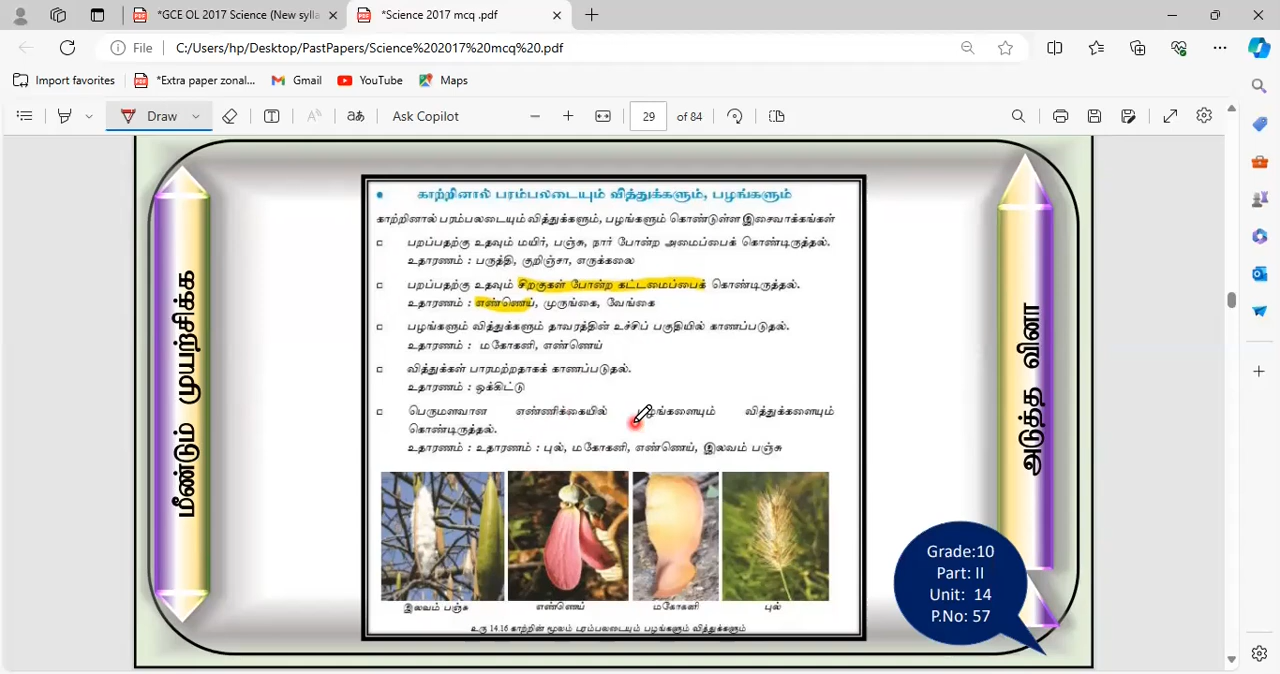 *GCE OL 2017 Science (New sylla
*Science 2017 mcq .pdf
File
C:/Users/hp/Desktop/PastPapers/Science%202017%20mcq%20.pdf
Import favorites
*Extra paper zonal...
Gmail
YouTube
Maps
Draw
aあ
Ask Copilot
29
of 84
மீண்டும் முயற்சிக்க
காற்றினால் பரம்பலடையும் வித்துக்களும், பழங்களும்
காற்றினால் பரம்பலடையும் வித்துக்களும், பழங்களும் கொண்டுள்ள இசைவாக்கங்கள்
பறப்பதற்கு உதவும் மயிர், பஞ்சு, நார் போன்ற அமைப்பைக் கொண்டிருத்தல்.
உதாரணம் : பருத்தி, குறிஞ்சா, எருக்கலை
பறப்பதற்கு உதவும் சிறகுகள் போன்ற கட்டமைப்பைக் கொண்டிருத்தல்.
உதாரணம் : எண்ணெய், முருங்கை, வேங்கை
பழங்களும் வித்துக்களும் தாவரத்தின் உச்சிப் பகுதியில் காணப்படுதல்.
உதாரணம் : மகோகனி, எண்ணெய்
வித்துக்கள் பாரமற்றதாகக் காணப்படுதல்.
உதாரணம் : ஒக்கிட்டு
பெருமளவான எண்ணிக்கையில் பழங்களையும் வித்துக்களையும்
கொண்டிருத்தல்.
உதாரணம் : உதாரணம் : புல், மகோகனி, எண்ணெய், இலவம் பஞ்சு
இலவம் பஞ்சு
எண்ணெய்
மகோகனி
புல்
உரு 14.16 காற்றின் மூலம் பரம்பலடையும் பழங்களும் வித்துக்களும்
அடுத்த வினா
Grade:10
Part: II
Unit: 14
P.No: 57